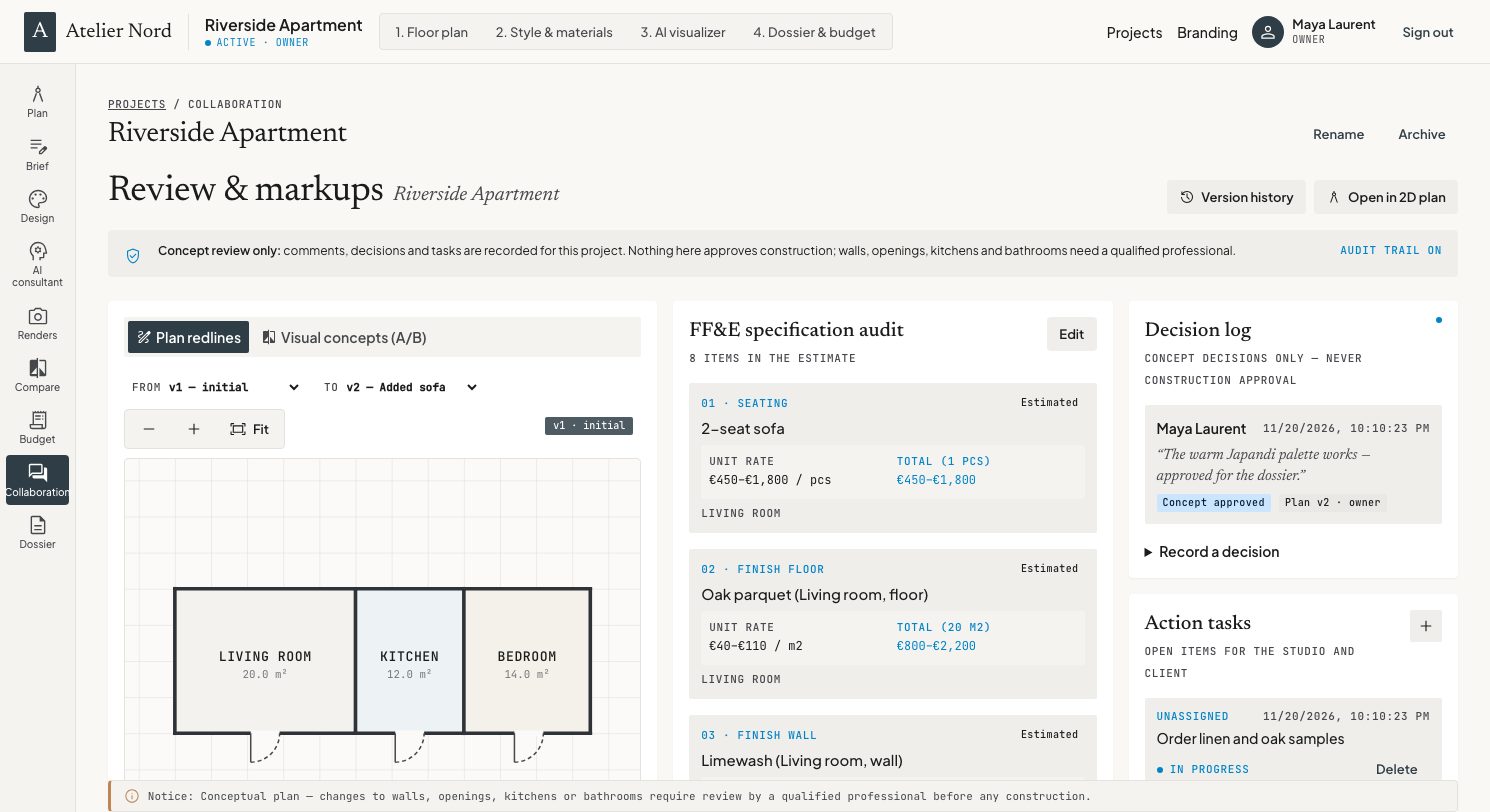 A Atelier Nord
Riverside Apartment
ACTIVE · OWNER
1. Floor plan
2. Style & materials
3. AI visualizer
4. Dossier & budget
Projects
Branding
Maya Laurent
OWNER
Sign out
Plan
Brief
Design
AI
consultant
Renders
Compare
Budget
Collaboration
Dossier
PROJECTS / COLLABORATION
Riverside Apartment
Rename
Archive
Review & markups Riverside Apartment
Version history
Open in 2D plan
Concept review only: comments, decisions and tasks are recorded for this project. Nothing here approves construction; walls, openings, kitchens and bathrooms need a qualified professional.
AUDIT TRAIL ON
Plan redlines
Visual concepts (A/B)
FROM v1 — initial
TO v2 — Added sofa
Fit
v1 · initial
LIVING ROOM
20.0 m²
KITCHEN
12.0 m²
BEDROOM
14.0 m²
FF&E specification audit
Edit
8 ITEMS IN THE ESTIMATE
01 · SEATING
Estimated
2-seat sofa
UNIT RATE
€450–€1,800 / pcs
TOTAL (1 PCS)
€450–€1,800
LIVING ROOM
02 · FINISH FLOOR
Estimated
Oak parquet (Living room, floor)
UNIT RATE
€40–€110 / m2
TOTAL (20 M2)
€800–€2,200
LIVING ROOM
03 · FINISH WALL
Estimated
Limewash (Living room, wall)
Decision log
CONCEPT DECISIONS ONLY — NEVER
CONSTRUCTION APPROVAL
Maya Laurent
11/20/2026, 10:10:23 PM
“The warm Japandi palette works —
approved for the dossier.”
Concept approved
Plan v2 · owner
Record a decision
Action tasks
OPEN ITEMS FOR THE STUDIO AND
CLIENT
UNASSIGNED
11/20/2026, 10:10:23 PM
Order linen and oak samples
IN PROGRESS
Delete
Notice: Conceptual plan — changes to walls, openings, kitchens or bathrooms require review by a qualified professional before any construction.